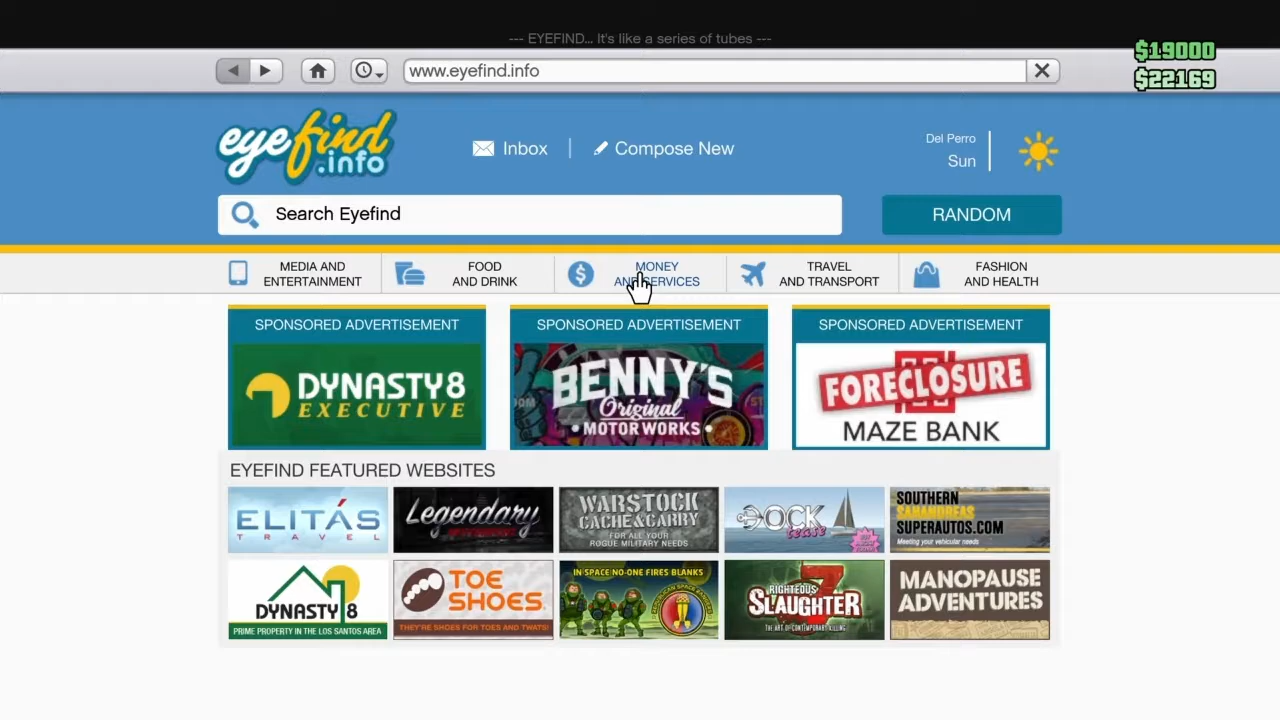 --- EYEFIND... It's like a series of tubes ---
$19000
www.eyefind.info
$22169
eyefind
.info
Inbox
Compose New
Del Perro
Sun
Search Eyefind
RANDOM
MEDIA AND
ENTERTAINMENT
FOOD
AND DRINK
MONEY
AND SERVICES
TRAVEL
AND TRANSPORT
FASHION
AND HEALTH
SPONSORED ADVERTISEMENT
SPONSORED ADVERTISEMENT
SPONSORED ADVERTISEMENT
DYNASTY8
EXECUTIVE
BENNY'S
Original
MOTORWORKS
FORECLOSURE
MAZE BANK
EYEFIND FEATURED WEBSITES
ELITÁS
TRAVEL
Legendary
WARSTOCK
CACHE&CARRY
FOR ALL YOUR
ROGUE MILITARY NEEDS
DOCK
tease
SOUTHERN
SANANDREAS
SUPERAUTOS.COM
Meeting your vehicular needs
DYNASTY 8
PRIME PROPERTY IN THE LOS SANTOS AREA
TOE
SHOES
THEY'RE SHOES FOR TOES AND TWATS!
IN SPACE NO-ONE FIRES BLANKS
RIGHTEOUS
SLAUGHTER
7
THE ART OF CONTEMPORARY KILLING
MANOPAUSE
ADVENTURES